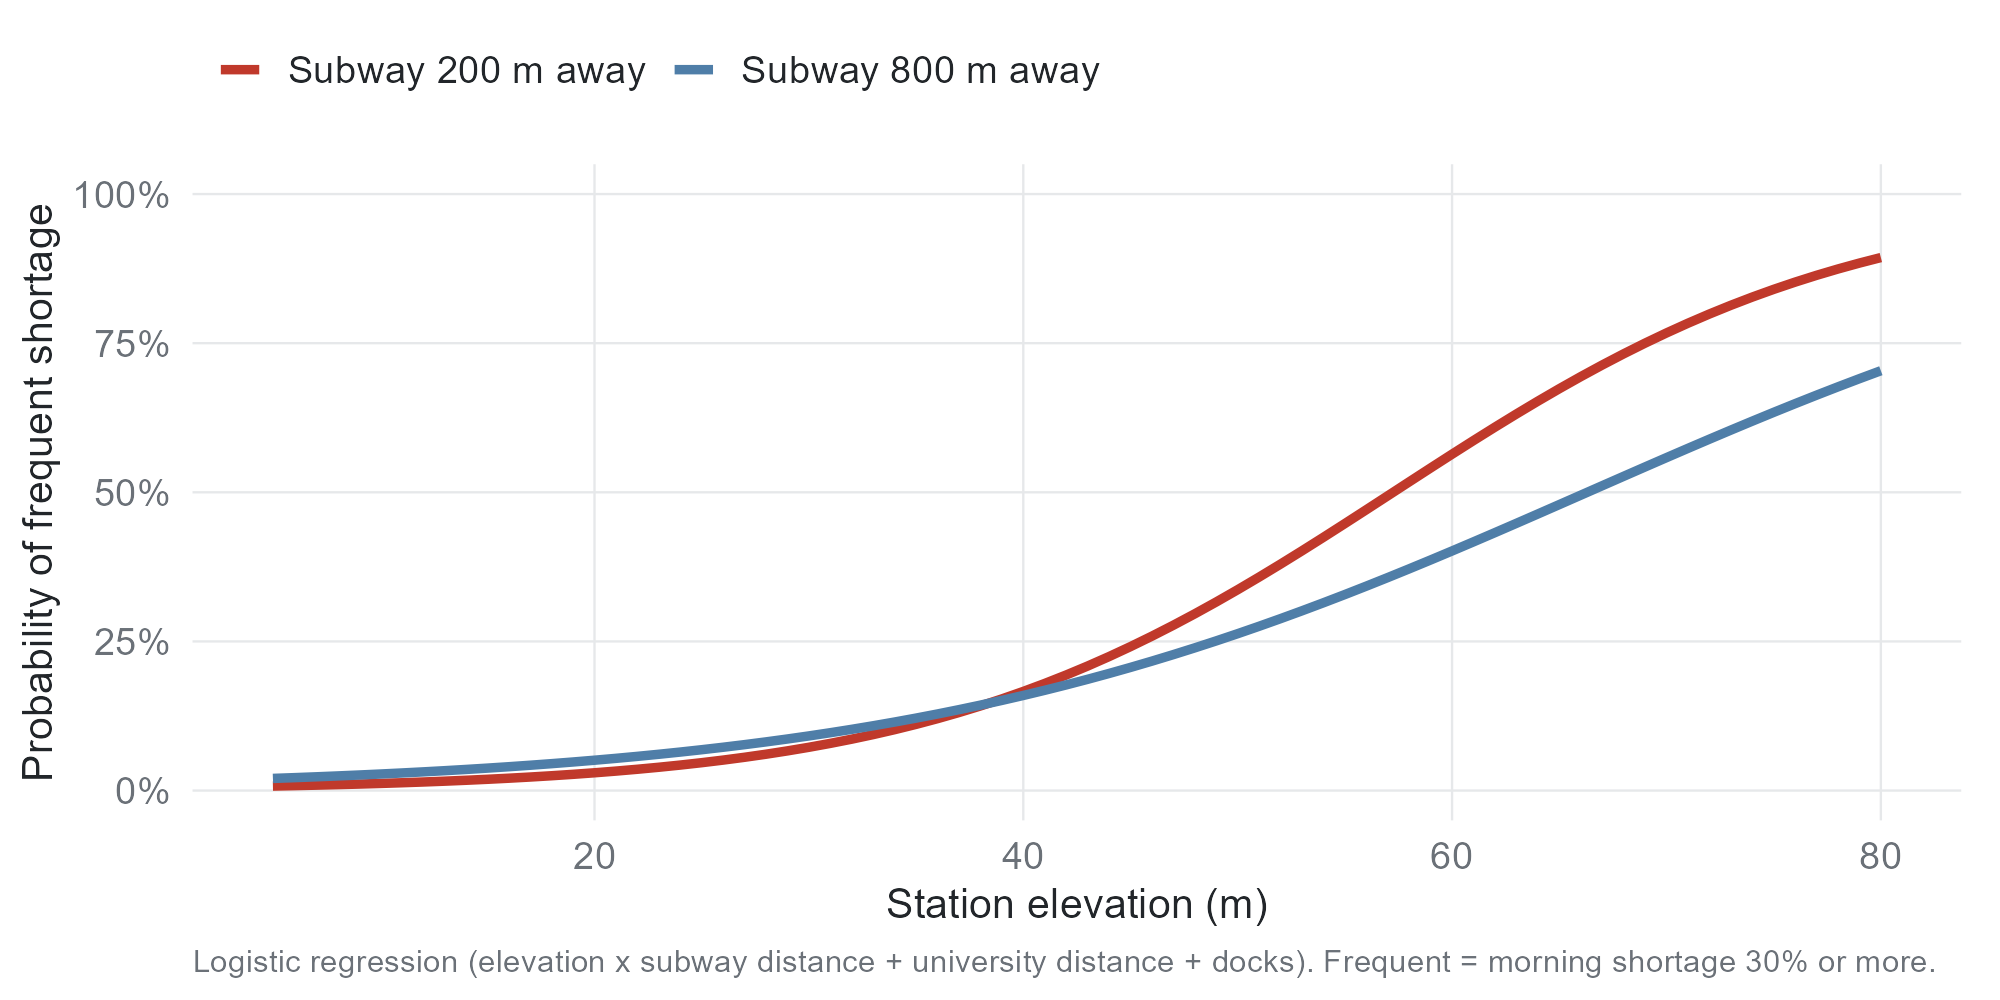 Subway 200 m away Subway 800 m away
Probability of frequent shortage
100%
75%
50%
25%
0%
20 40 60 80
Station elevation (m)
Logistic regression (elevation x subway distance + university distance + docks). Frequent = morning shortage 30% or more.